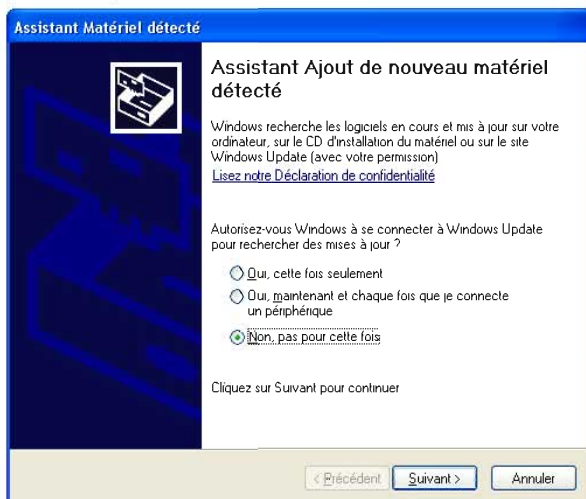 Assistant Matériel détecté
Assistant Ajout de nouveau matériel
détecté
Windows recherche les logiciels en cours et mis à jour sur votre
ordinateur, sur le CD d'installation du matériel ou sur le site
Windows Update (avec votre permission)
Lisez notre Déclaration de confidentialité
Autorisez-vous Windows à se connecter à Windows Update
pour rechercher des mises à jour ?
Oui, cette fois seulement
Oui, maintenant et chaque fois que je connecte
un périphérique
Non, pas pour cette fois
Cliquez sur Suivant pour continuer
< Précédent Suivant > Annuler